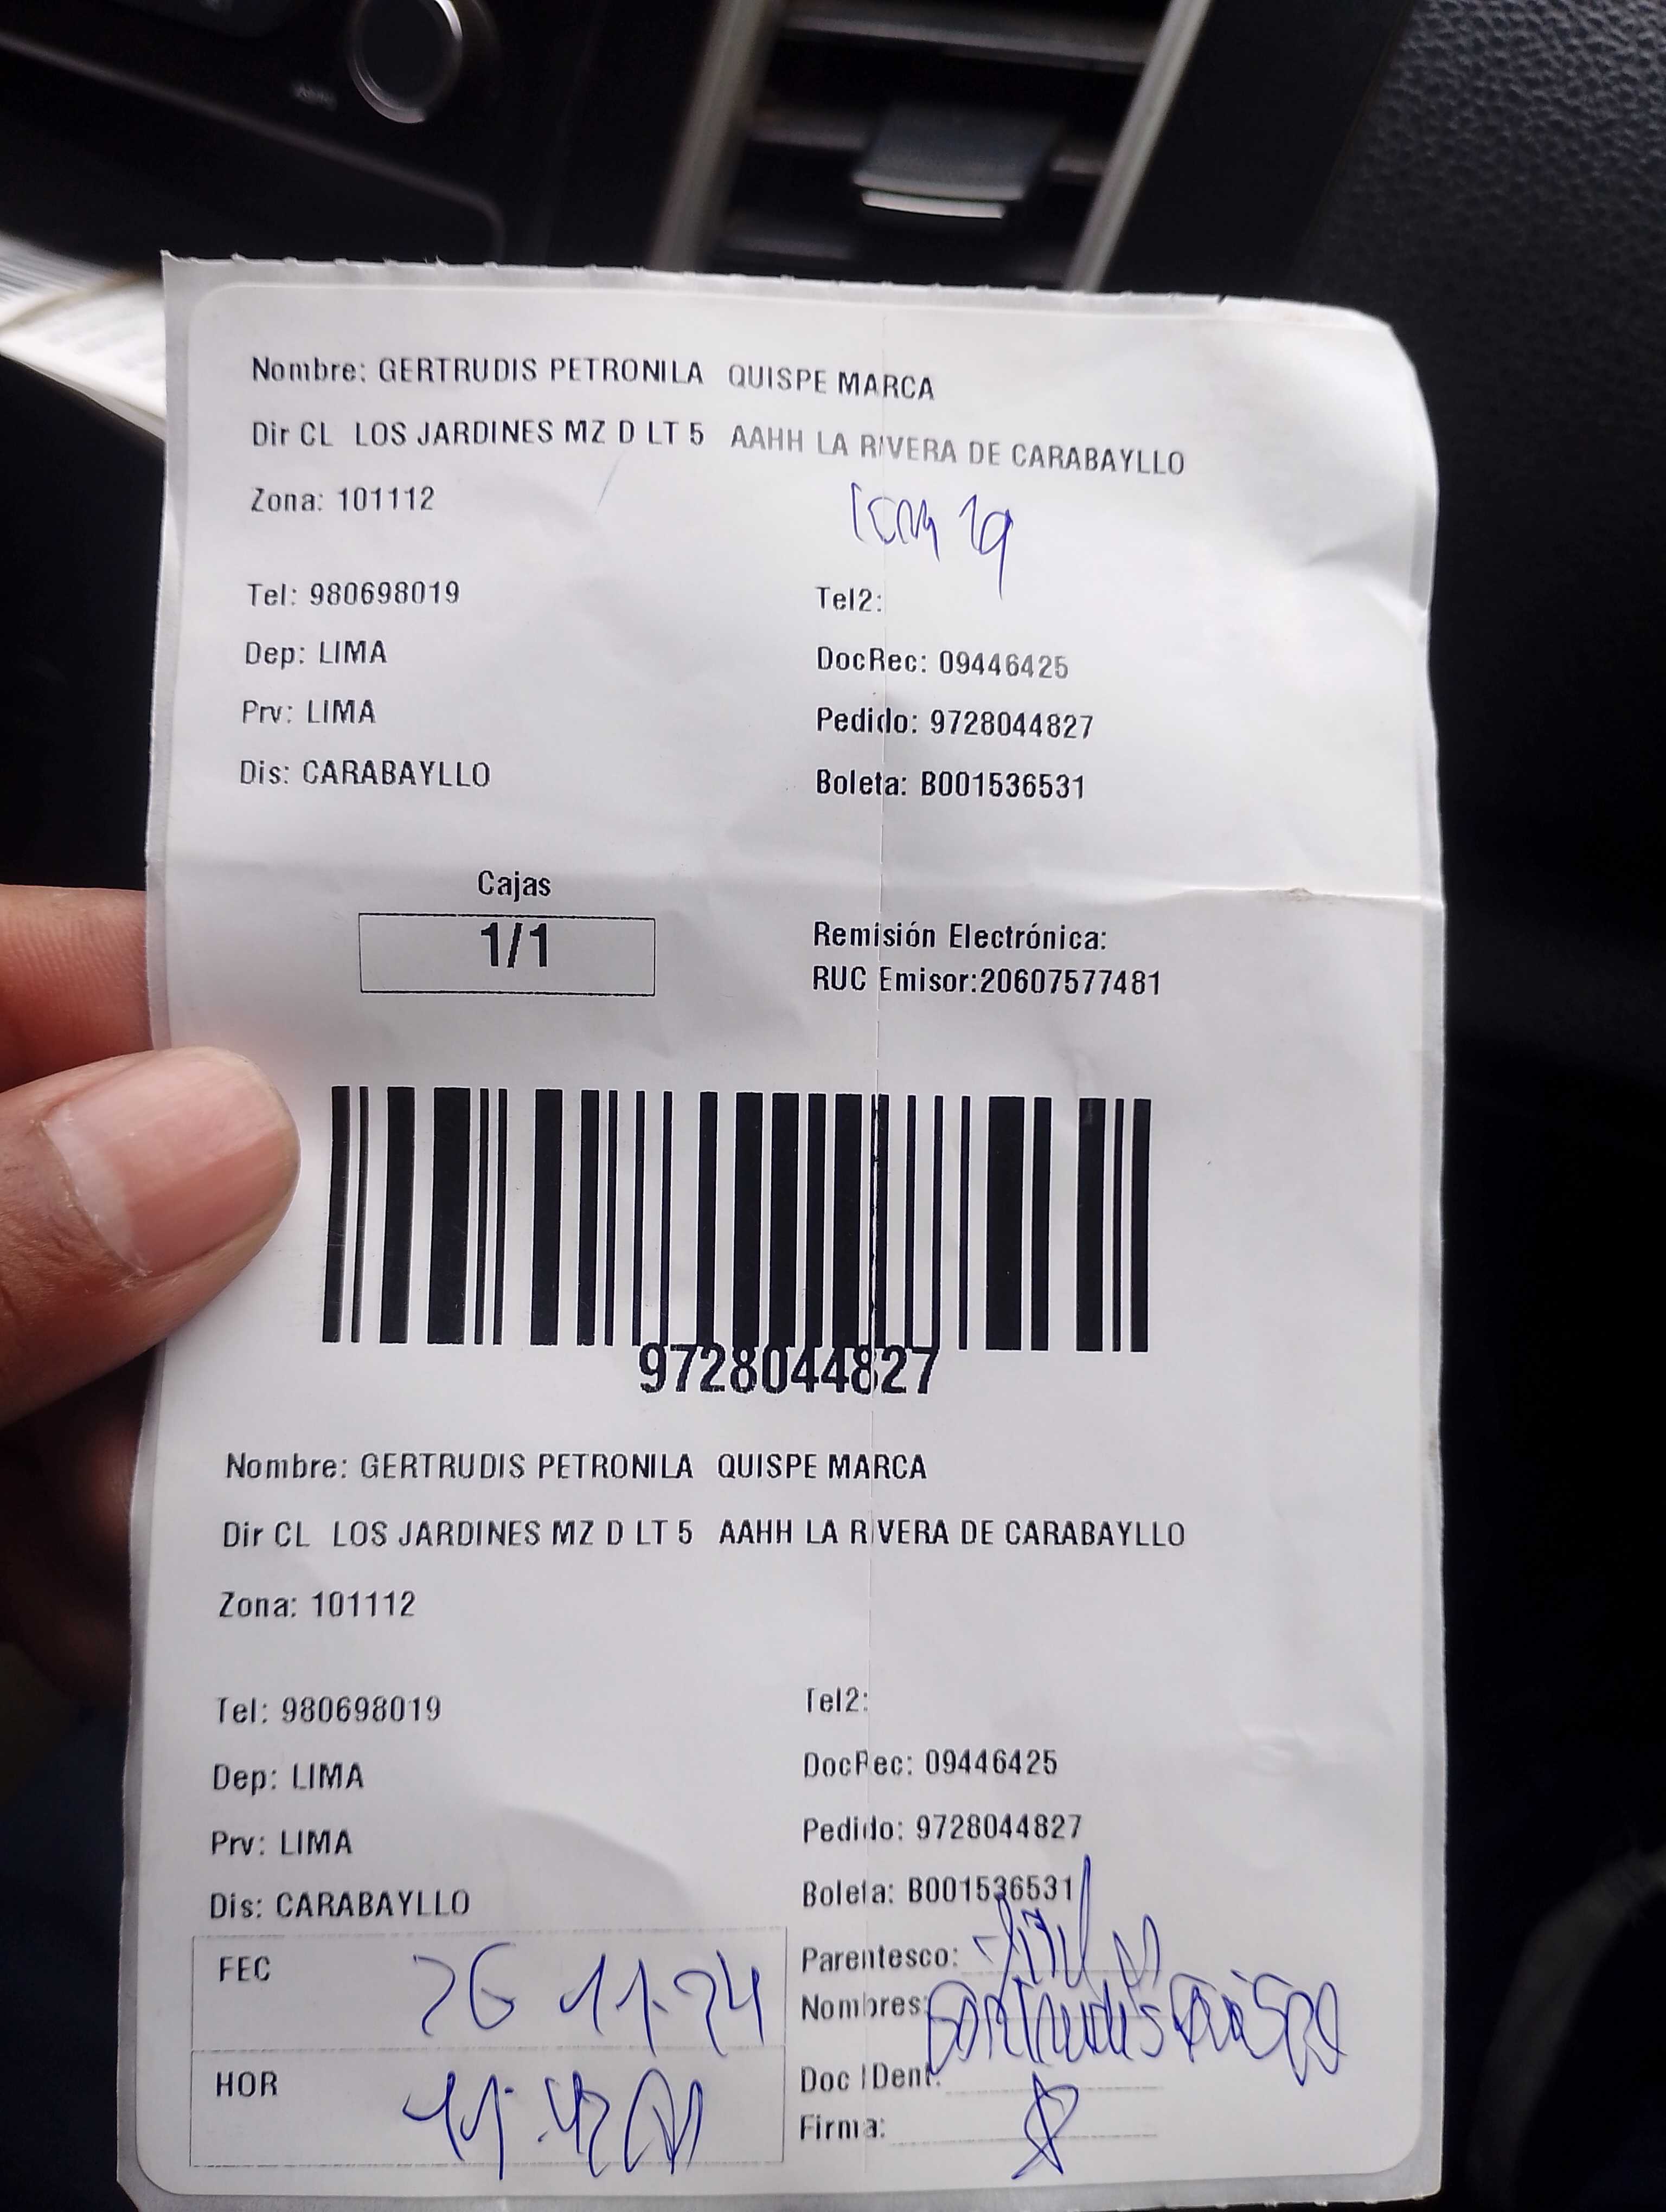 Nombre: GERTRUDIS PETRONILA QUISPE MARCA
Dir CL LOS JARDINES MZ D LT 5 AAHH LA RIVERA DE CARABAYLLO
Zona: 101112
Tel: 980698019 Tel2:
Dep: LIMA DocRec: 09446425
Prv: LIMA Pedido: 9728044827
Dis: CARABAYLLO Boleta: B001536531
Cajas
1/1
Remisión Electrónica:
RUC Emisor:20607577481
9728044827
Nombre: GERTRUDIS PETRONILA QUISPE MARCA
Dir CL LOS JARDINES MZ D LT 5 AAHH LA RIVERA DE CARABAYLLO
Zona: 101112
Tel: 980698019 Tel2:
Dep: LIMA DocRec: 09446425
Prv: LIMA Pedido: 9728044827
Dis: CARABAYLLO Boleta: B001536531
FEC 26 11-24
HOR 11:42
Parentesco:
Nombres: Quispe
Doc IDent:
Firma: